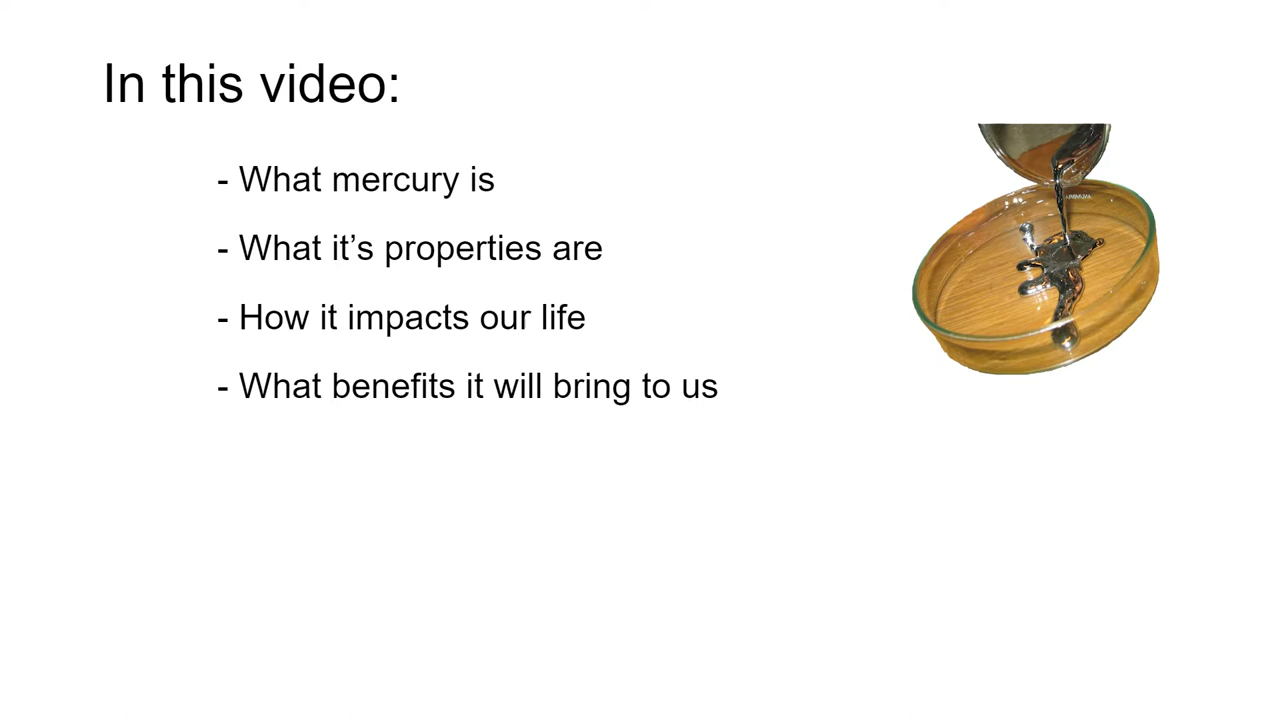 In this video:
- What mercury is
- What it’s properties are
- How it impacts our life
- What benefits it will bring to us